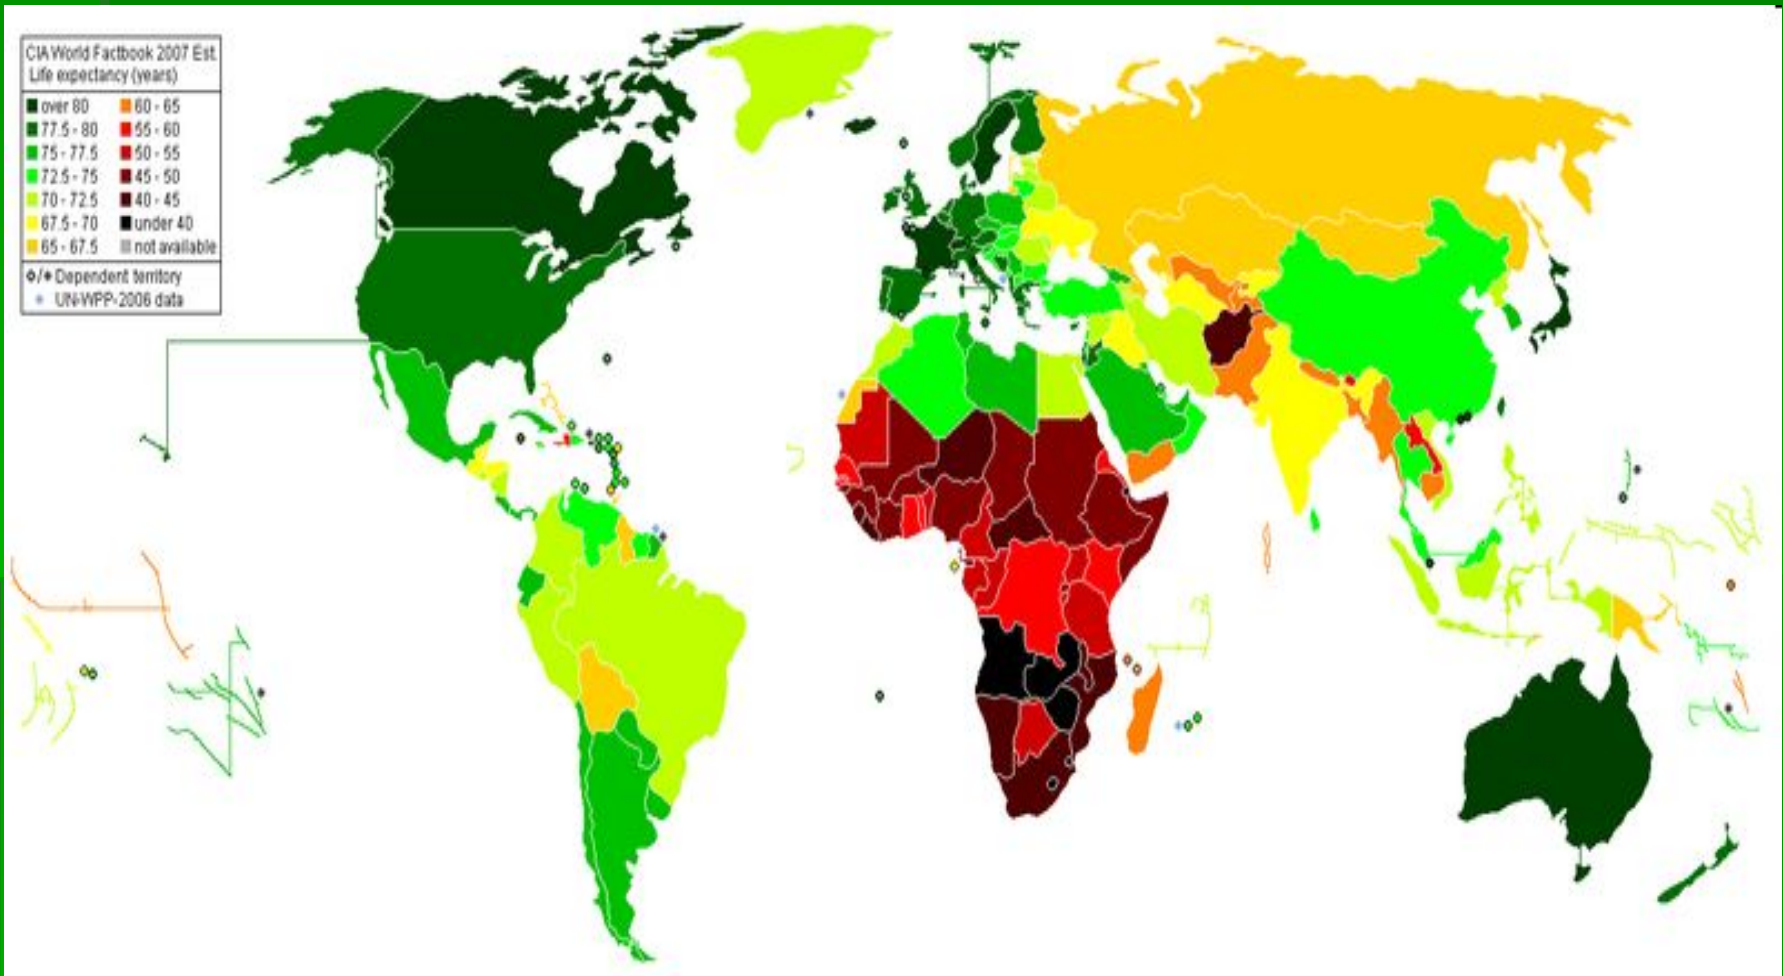 CIA World Factbook 2007 Est.
Life expectancy (years)
over 80
77.5 - 80
75 - 77.5
72.5 - 75
70 - 72.5
67.5 - 70
65 - 67.5
60 - 65
55 - 60
50 - 55
45 - 50
40 - 45
under 40
not available
/ Dependent territory
UN-WPP-2006 data